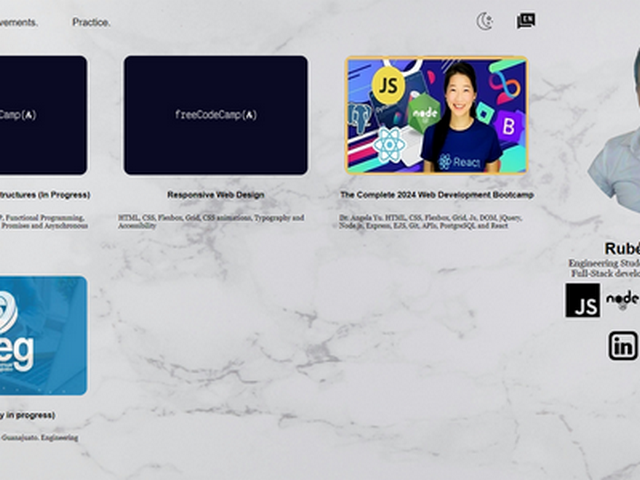 vements.
Practice.
EN
Camp(A)
freeCodeCamp(A)
JS
node
B
React
tructures (In Progress)
Responsive Web Design
The Complete 2024 Web Development Bootcamp
P, Functional Programming,
Promises and Asynchronous
HTML, CSS, Flexbox, Grid, CSS animations, Typography and
Accessibility
Dr. Angela Yu. HTML, CSS, Flexbox, Grid, Js, DOM, jQuery,
Node.js, Express, EJS, Git, APIs, PostgreSQL and React
Rubé
Engineering Stude
Full-Stack develo
JS
node
in
eg
y in progress)
Guanajuato. Engineering